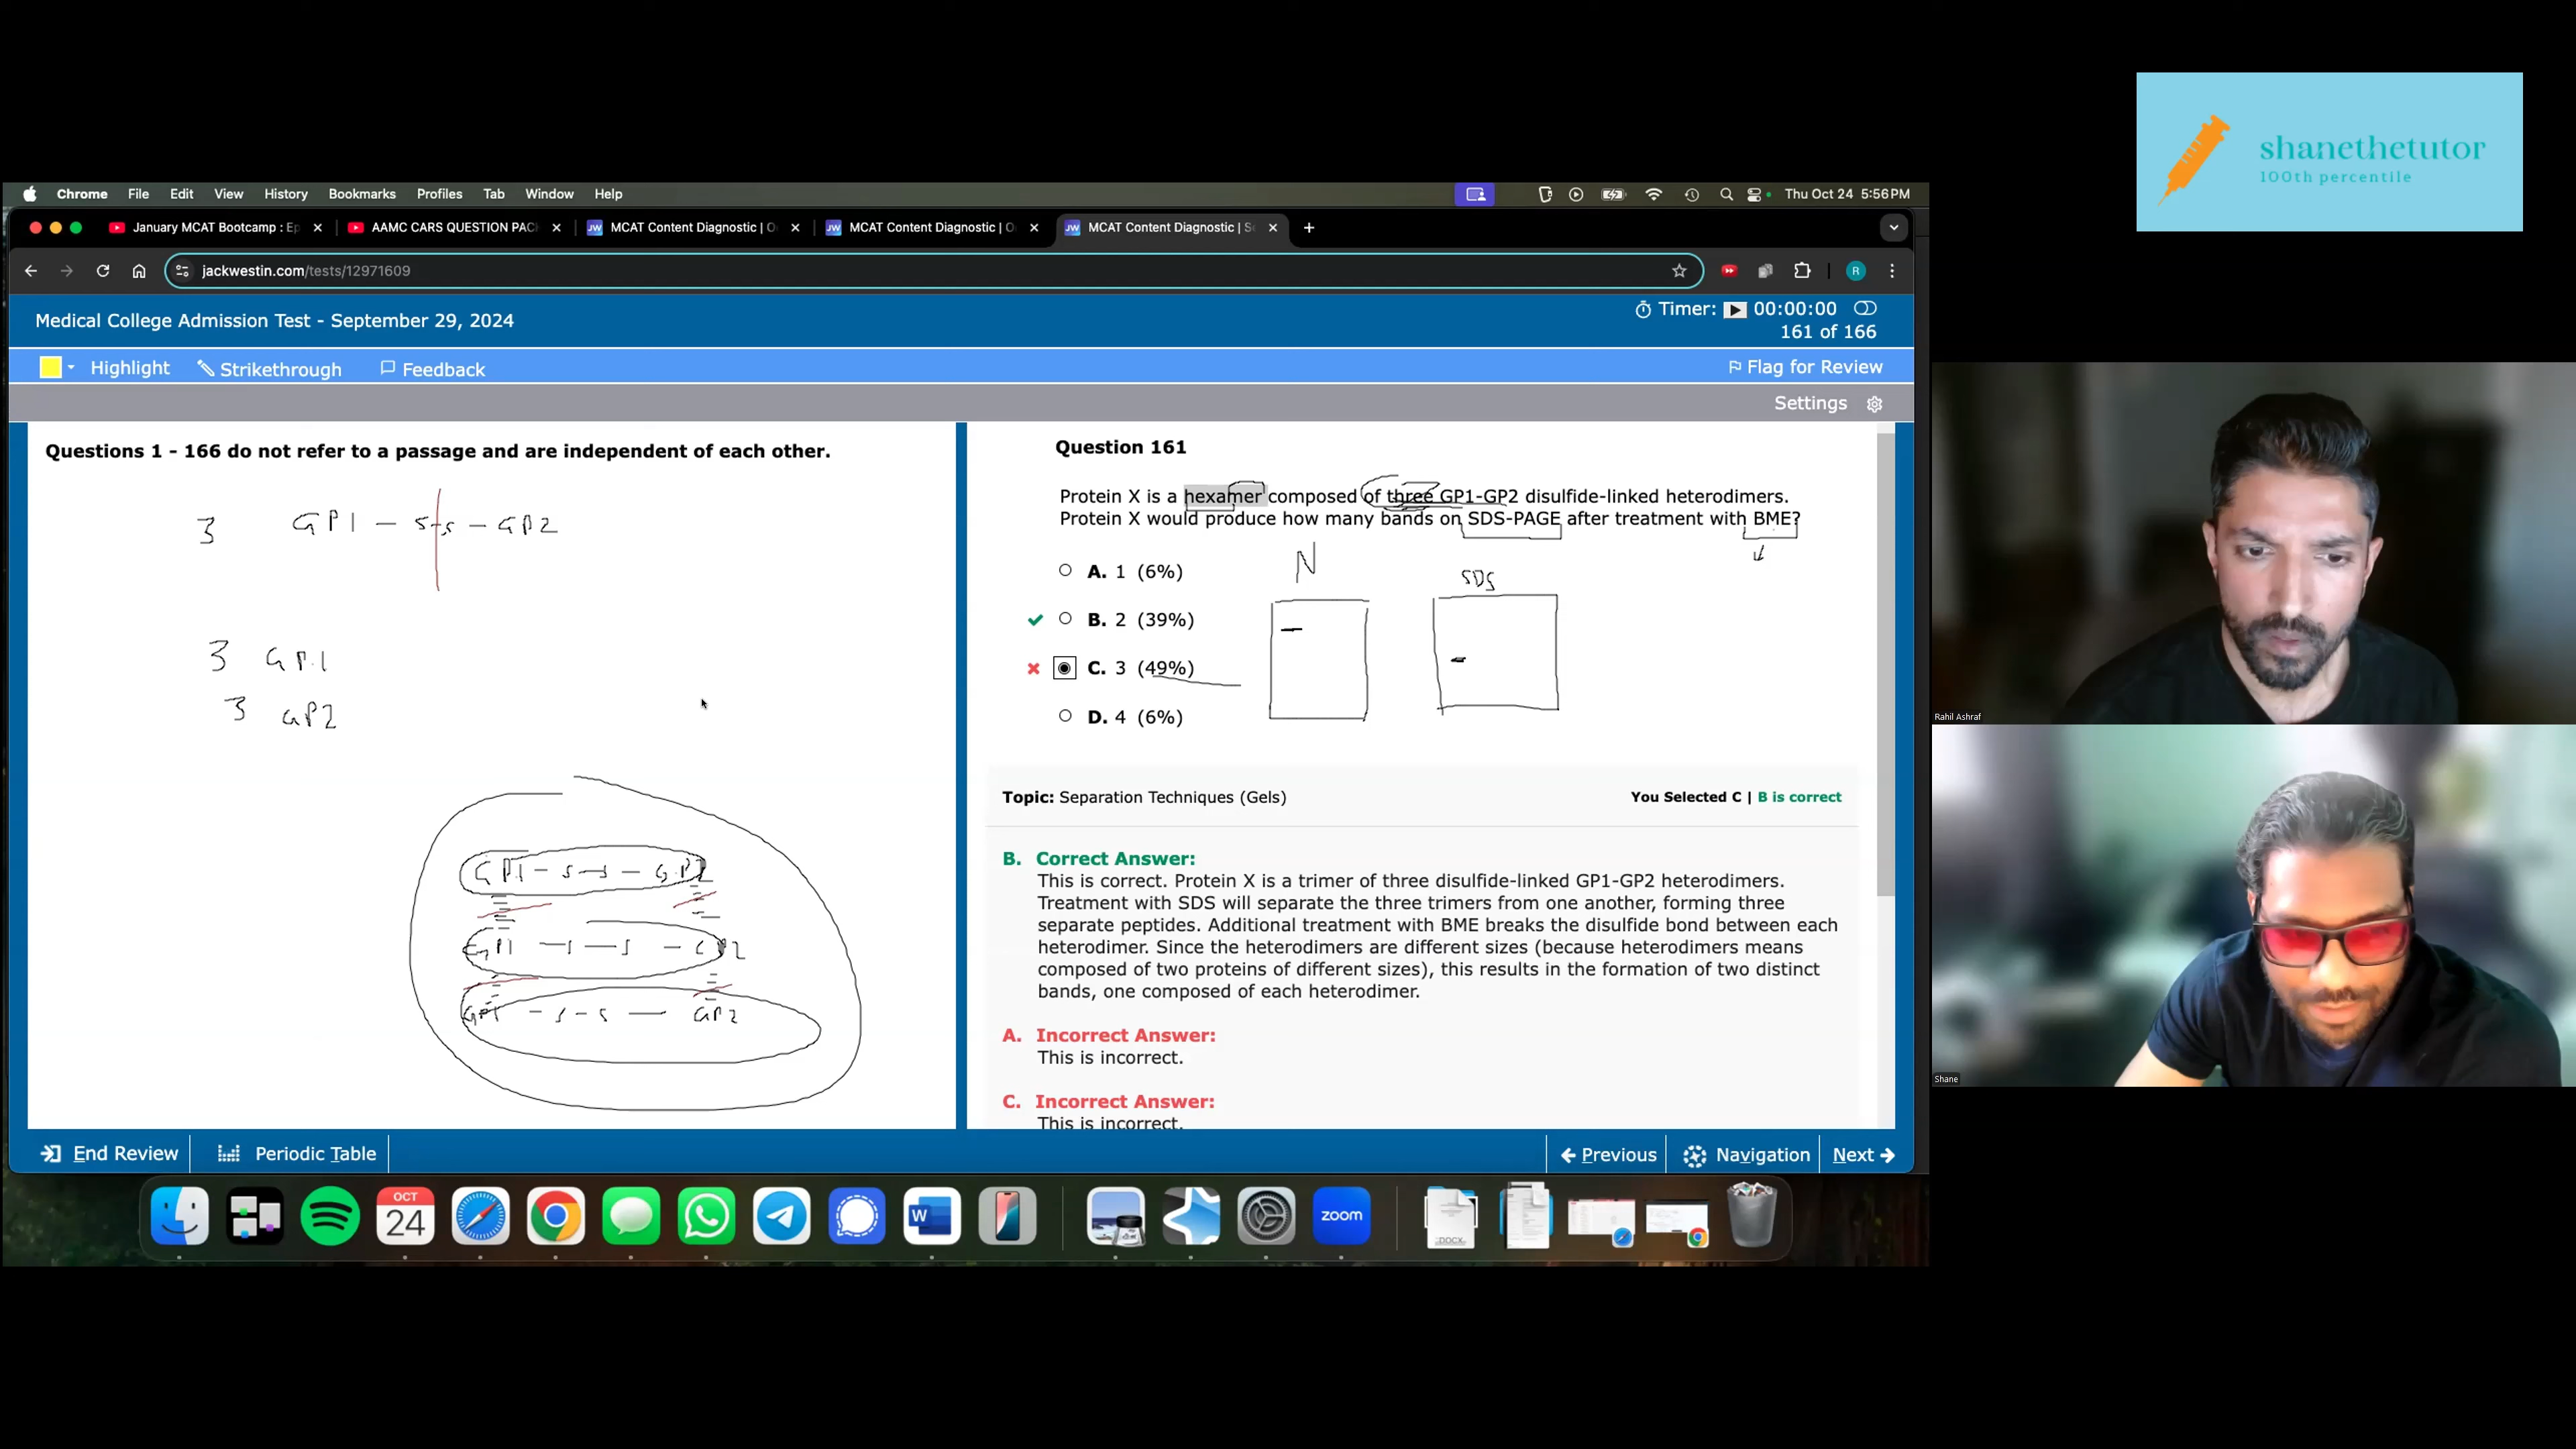 shanethetutor
100th percentile
Chrome File Edit View History Bookmarks Profiles Tab Window Help
Thu Oct 24 5:56 PM
January MCAT Bootcamp : Ep
AAMC CARS QUESTION PAC
MCAT Content Diagnostic | O
MCAT Content Diagnostic | O
MCAT Content Diagnostic | Se
jackwestin.com/tests/12971609
R
Medical College Admission Test - September 29, 2024
Timer: 00:00:00
161 of 166
Highlight Strikethrough Feedback
Flag for Review
Settings
Questions 1 - 166 do not refer to a passage and are independent of each other.
3 GP1 - S-S - GP2
3 GP1
3 GP2
GP1 - S-S - GP2
GP1 - S - S - GP2
GP1 - S-S - GP2
Question 161
Protein X is a hexamer composed of three GP1-GP2 disulfide-linked heterodimers.
Protein X would produce how many bands on SDS-PAGE after treatment with BME?
N
SDS
A. 1 (6%)
B. 2 (39%)
C. 3 (49%)
D. 4 (6%)
Topic: Separation Techniques (Gels)
You Selected C | B is correct
B. Correct Answer:
This is correct. Protein X is a trimer of three disulfide-linked GP1-GP2 heterodimers.
Treatment with SDS will separate the three trimers from one another, forming three
separate peptides. Additional treatment with BME breaks the disulfide bond between each
heterodimer. Since the heterodimers are different sizes (because heterodimers means
composed of two proteins of different sizes), this results in the formation of two distinct
bands, one composed of each heterodimer.
A. Incorrect Answer:
This is incorrect.
C. Incorrect Answer:
This is incorrect.
End Review
Periodic Table
Previous
Navigation
Next
OCT
24
W
zoom
DOCX
Rahil Ashraf
Shane